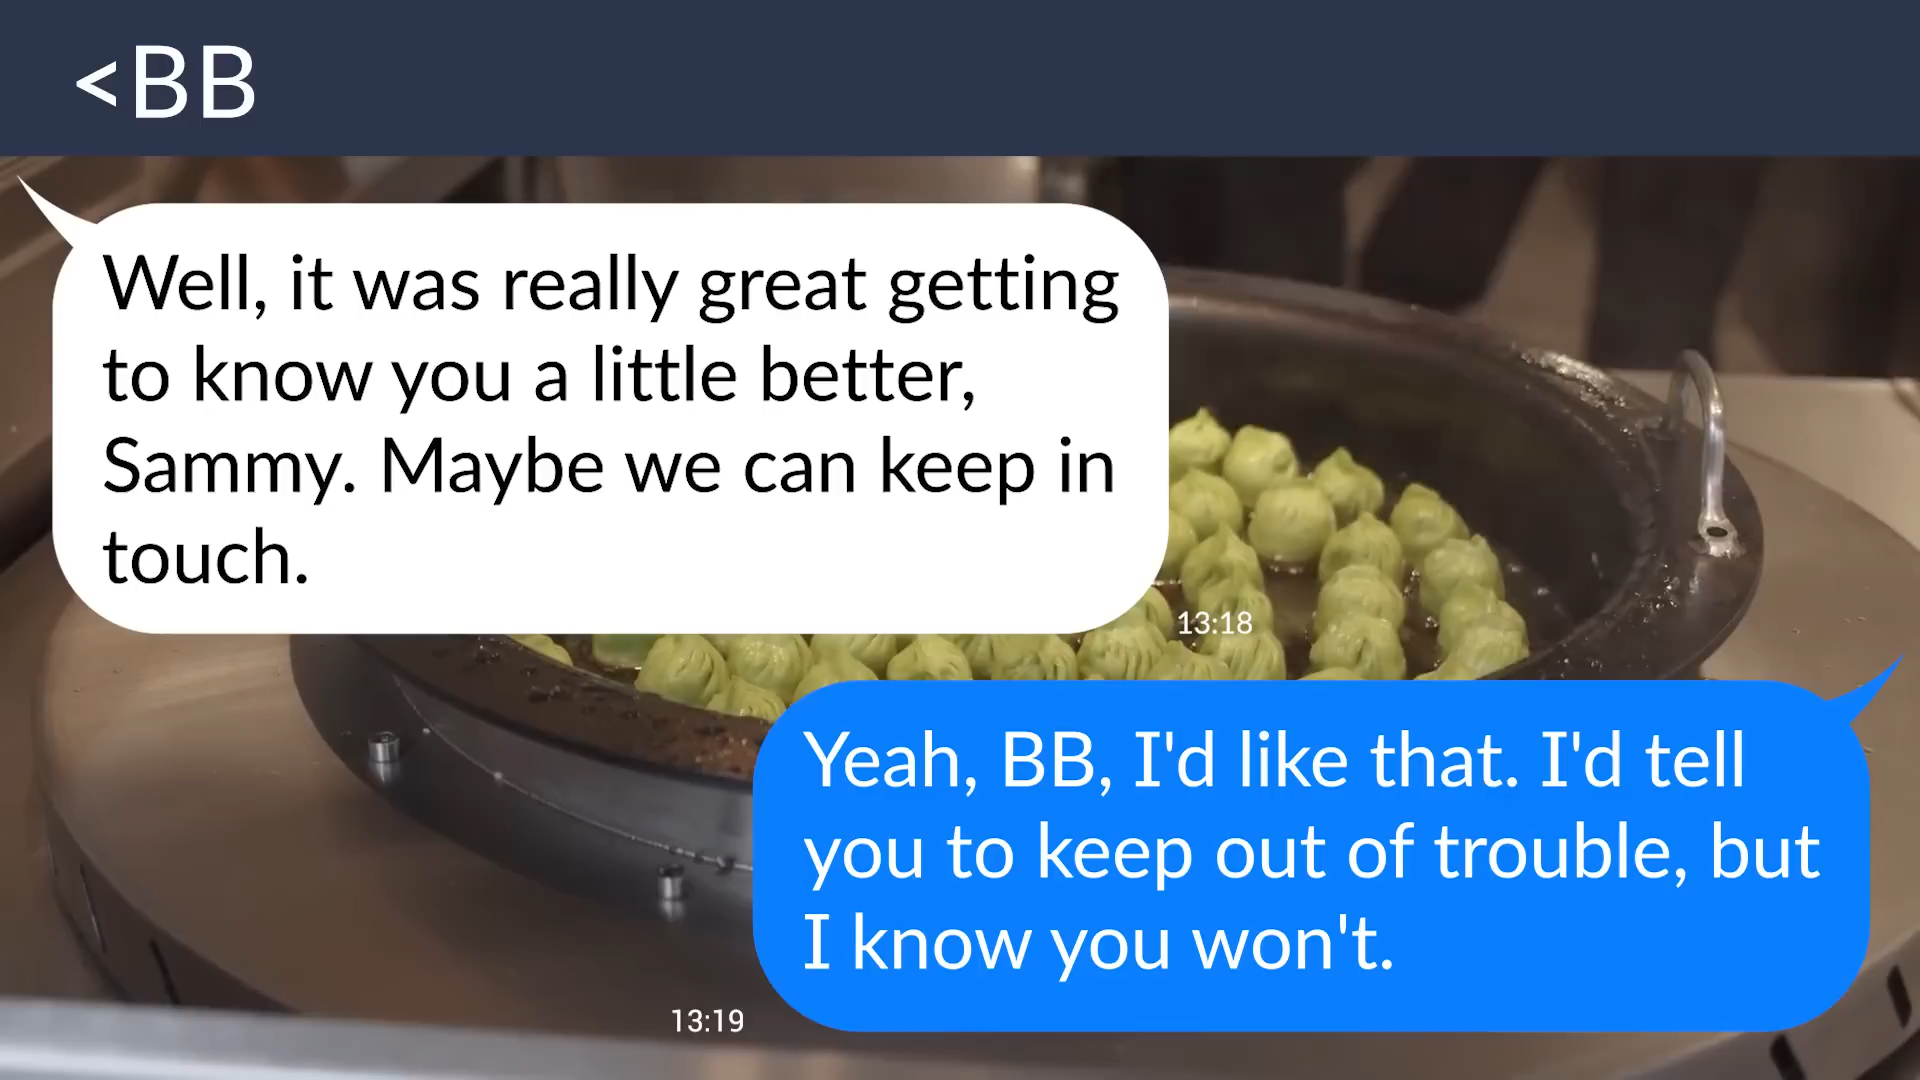 <BB
Well, it was really great getting
to know you a little better,
Sammy. Maybe we can keep in
touch.
13:18
Yeah, BB, I'd like that. I'd tell
you to keep out of trouble, but
I know you won't.
13:19